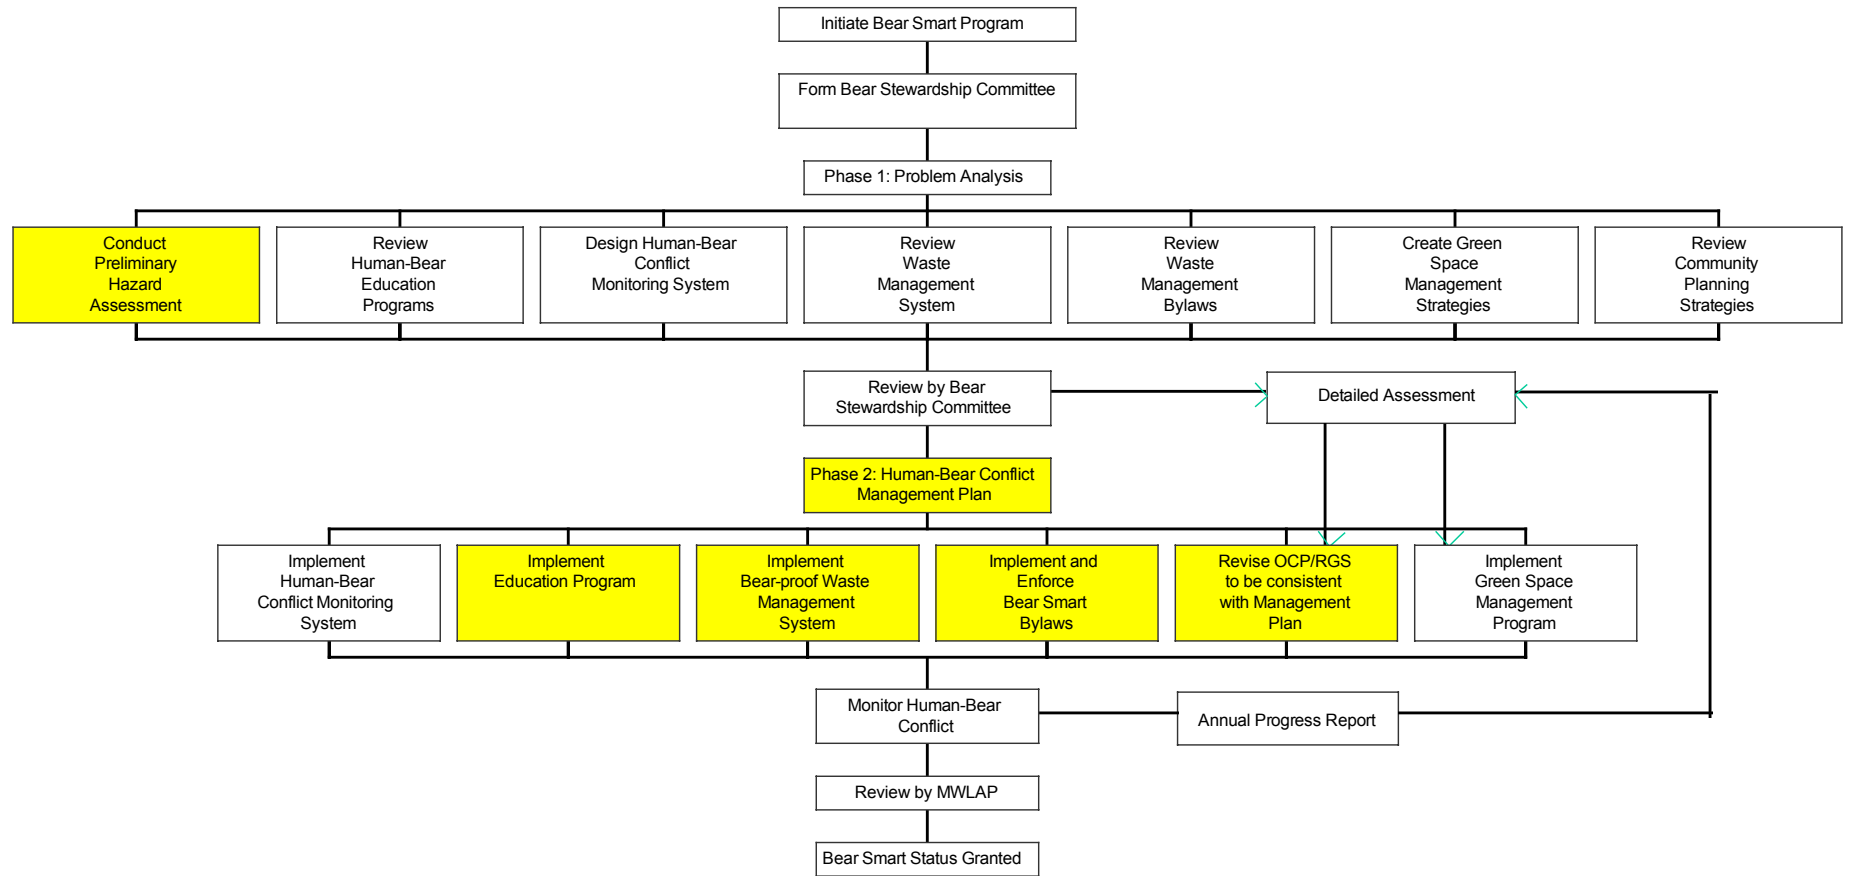 Initiate Bear Smart Program
Form Bear Stewardship Committee
Phase 1: Problem Analysis
Conduct
Preliminary
Hazard
Assessment
Review
Human-Bear
Education
Programs
Design Human-Bear
Conflict
Monitoring System
Review
Waste
Management
System
Review
Waste
Management
Bylaws
Create Green
Space
Management
Strategies
Review
Community
Planning
Strategies
Review by Bear
Stewardship Committee
Detailed Assessment
Phase 2: Human-Bear Conflict
Management Plan
Implement
Human-Bear
Conflict Monitoring
System
Implement
Education Program
Implement
Bear-proof Waste
Management
System
Implement and
Enforce
Bear Smart
Bylaws
Revise OCP/RGS
to be consistent
with Management
Plan
Implement
Green Space
Management
Program
Monitor Human-Bear
Conflict
Annual Progress Report
Review by MWLAP
Bear Smart Status Granted